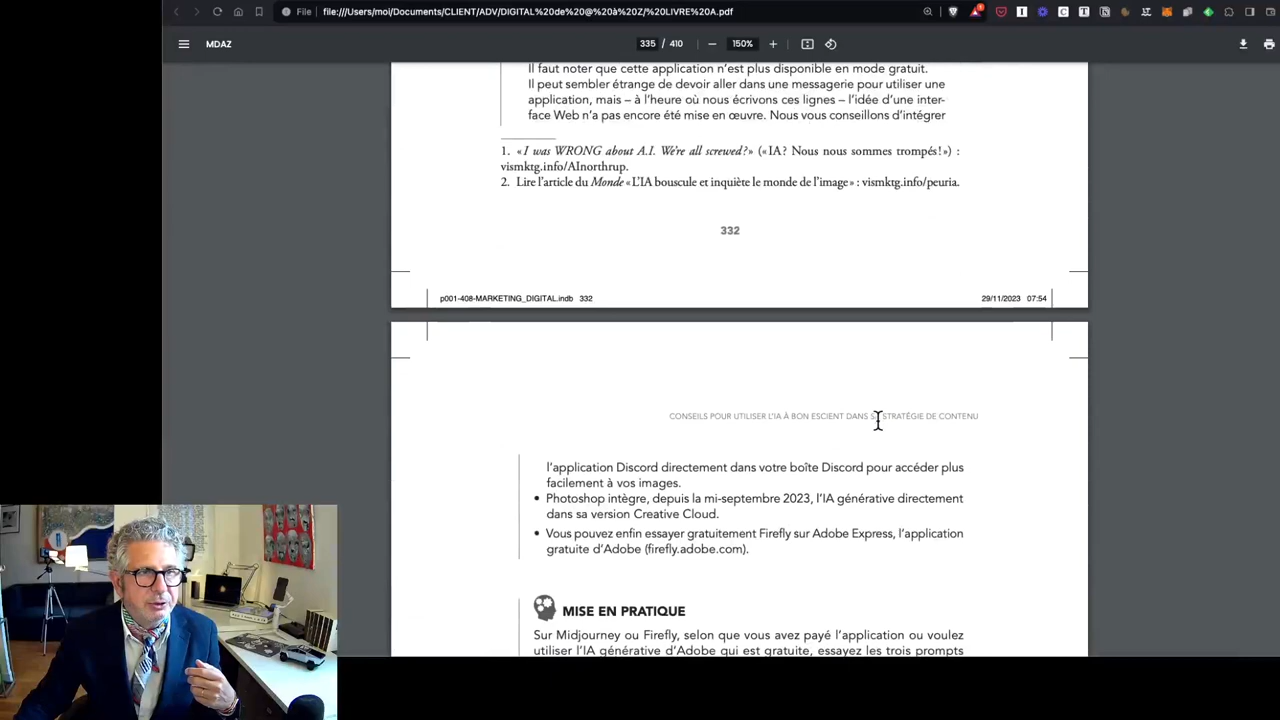 File file:///Users/moi/Documents/CLIENT/ADV/DIGITAL%20de%20@%20à%20Z/%20LIVRE%20A.pdf
MDAZ 335 / 410 150%
Il faut noter que cette application n’est plus disponible en mode gratuit.
Il peut sembler étrange de devoir aller dans une messagerie pour utiliser une
application, mais – à l’heure où nous écrivons ces lignes – l’idée d’une inter-
face Web n’a pas encore été mise en œuvre. Nous vous conseillons d’intégrer
1. « I was WRONG about A.I. We’re all screwed? » (« IA ? Nous nous sommes trompés ! ») :
vismktg.info/AInorthrup.
2. Lire l’article du Monde « L’IA bouscule et inquiète le monde de l’image » : vismktg.info/peuria.
332
p001-408-MARKETING_DIGITAL.indb 332 29/11/2023 07:54
CONSEILS POUR UTILISER L’IA À BON ESCIENT DANS SA STRATÉGIE DE CONTENU
l’application Discord directement dans votre boîte Discord pour accéder plus
facilement à vos images.
• Photoshop intègre, depuis la mi-septembre 2023, l’IA générative directement
dans sa version Creative Cloud.
• Vous pouvez enfin essayer gratuitement Firefly sur Adobe Express, l’application
gratuite d’Adobe (firefly.adobe.com).
MISE EN PRATIQUE
Sur Midjourney ou Firefly, selon que vous avez payé l’application ou voulez
utiliser l’IA générative d’Adobe qui est gratuite, essayez les trois prompts